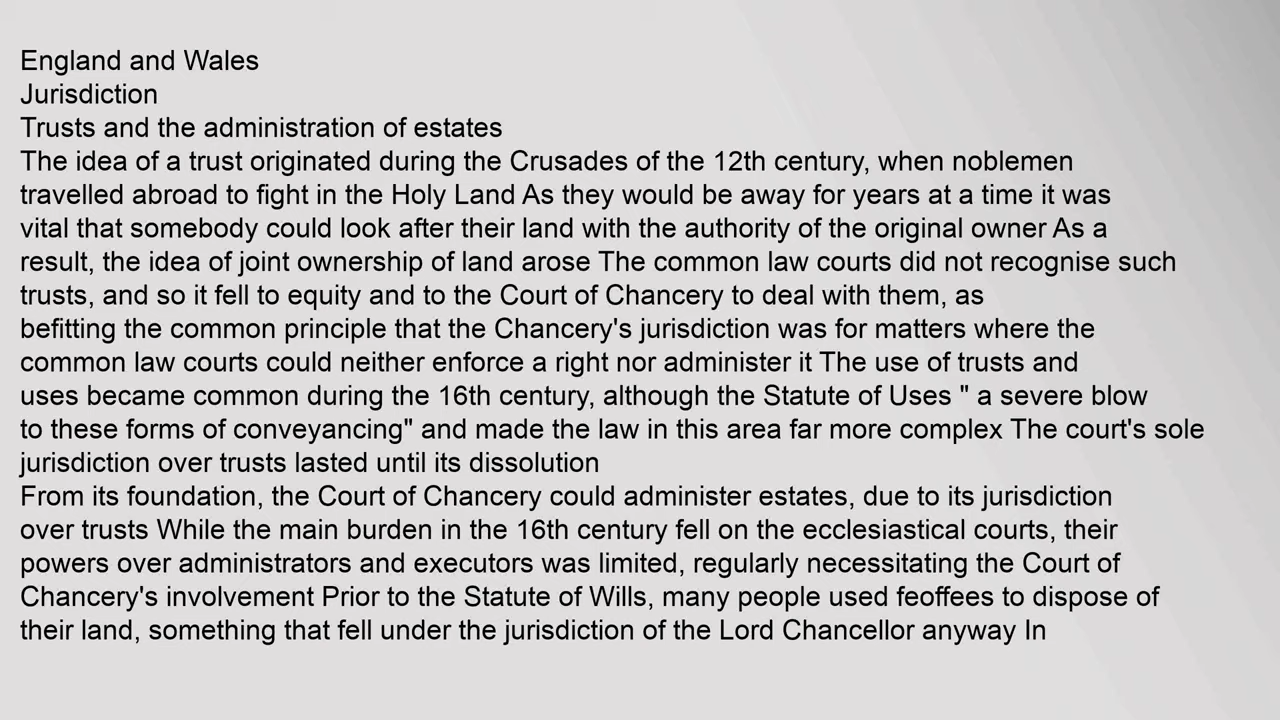 England and Wales
Jurisdiction
Trusts and the administration of estates
The idea of a trust originated during the Crusades of the 12th century, when noblemen
travelled abroad to fight in the Holy Land As they would be away for years at a time it was
vital that somebody could look after their land with the authority of the original owner As a
result, the idea of joint ownership of land arose The common law courts did not recognise such
trusts, and so it fell to equity and to the Court of Chancery to deal with them, as
befitting the common principle that the Chancery's jurisdiction was for matters where the
common law courts could neither enforce a right nor administer it The use of trusts and
uses became common during the 16th century, although the Statute of Uses " a severe blow
to these forms of conveyancing" and made the law in this area far more complex The court's sole
jurisdiction over trusts lasted until its dissolution
From its foundation, the Court of Chancery could administer estates, due to its jurisdiction
over trusts While the main burden in the 16th century fell on the ecclesiastical courts, their
powers over administrators and executors was limited, regularly necessitating the Court of
Chancery's involvement Prior to the Statute of Wills, many people used feoffees to dispose of
their land, something that fell under the jurisdiction of the Lord Chancellor anyway In